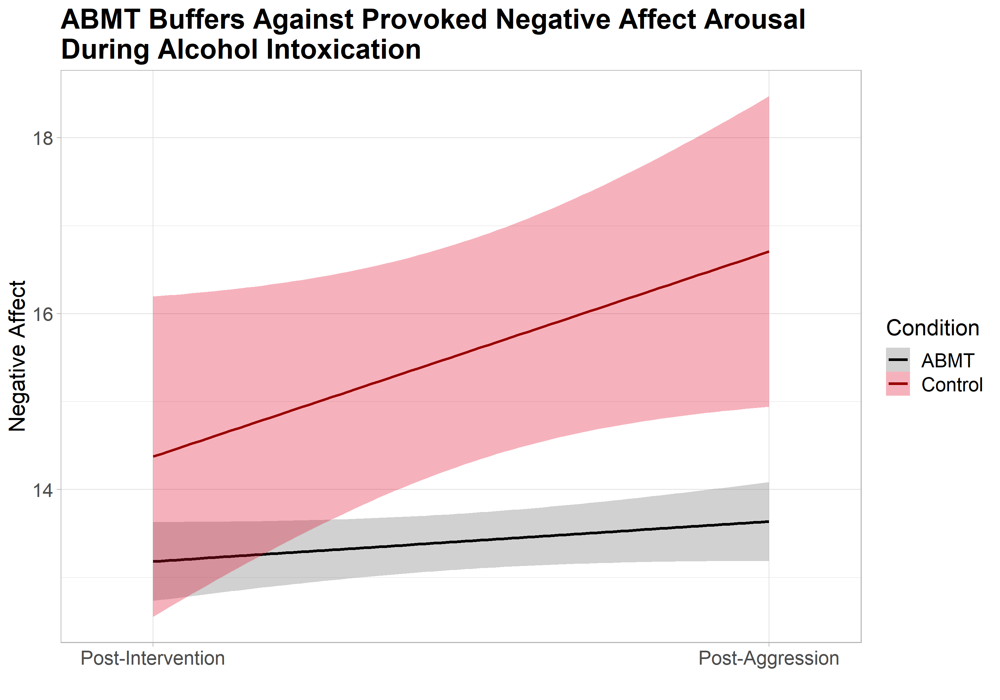 ABMT Buffers Against Provoked Negative Affect Arousal
During Alcohol Intoxication
Negative Affect
18
16
14
Post-Intervention
Post-Aggression
Condition
ABMT
Control